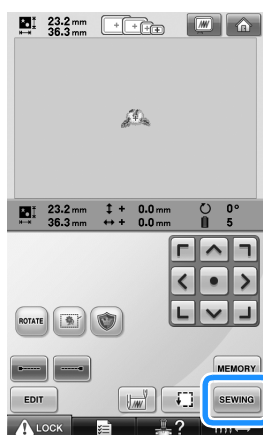 23.2 mm
36.3 mm
23.2 mm + 0.0 mm 0°
36.3 mm + 0.0 mm 5
ROTATE
MEMORY
EDIT
SEWING
LOCK ?